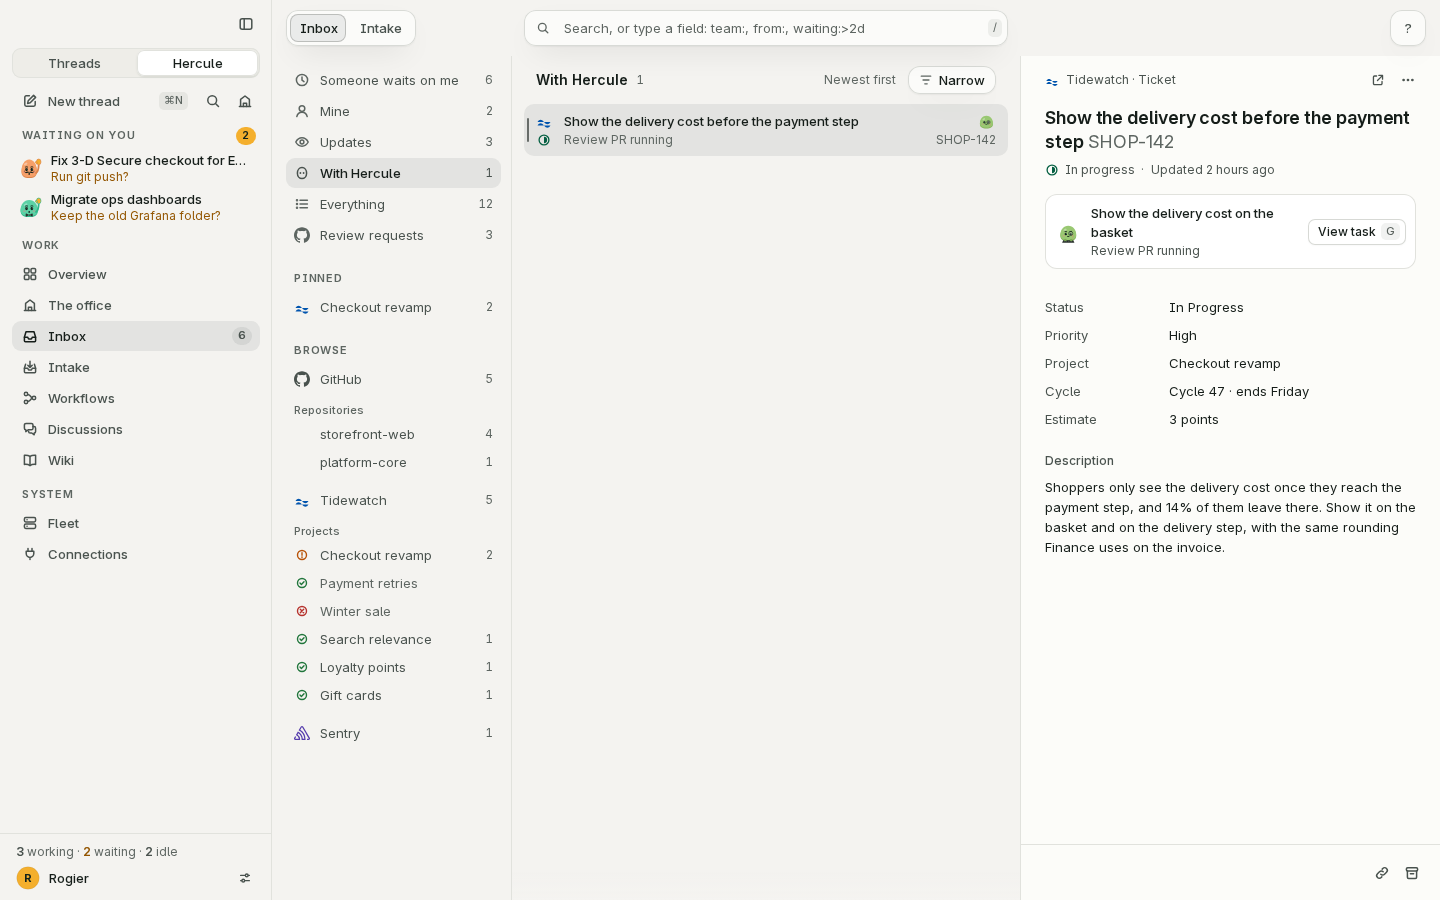 Threads
Hercule
New thread
⌘N
WAITING ON YOU
2
Fix 3-D Secure checkout for E…
Run git push?
Migrate ops dashboards
Keep the old Grafana folder?
WORK
Overview
The office
Inbox
6
Intake
Workflows
Discussions
Wiki
SYSTEM
Fleet
Connections
3 working · 2 waiting · 2 idle
R
Rogier
Inbox
Intake
Someone waits on me
6
Mine
2
Updates
3
With Hercule
1
Everything
12
Review requests
3
PINNED
Checkout revamp
2
BROWSE
GitHub
5
Repositories
storefront-web
4
platform-core
1
Tidewatch
5
Projects
Checkout revamp
2
Payment retries
Winter sale
Search relevance
1
Loyalty points
1
Gift cards
1
Sentry
1
Search, or type a field: team:, from:, waiting:>2d
/
?
With Hercule 1
Newest first
Narrow
Show the delivery cost before the payment step
Review PR running
SHOP-142
Tidewatch · Ticket
Show the delivery cost before the payment
step SHOP-142
In progress · Updated 2 hours ago
Show the delivery cost on the
basket
Review PR running
View task
G
Status
In Progress
Priority
High
Project
Checkout revamp
Cycle
Cycle 47 · ends Friday
Estimate
3 points
Description
Shoppers only see the delivery cost once they reach the
payment step, and 14% of them leave there. Show it on the
basket and on the delivery step, with the same rounding
Finance uses on the invoice.